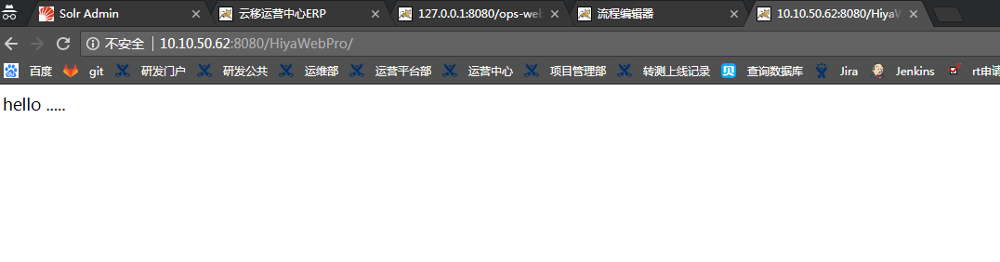 Solr Admin × 云移运营中心ERP × 127.0.0.1:8080/ops-web × 流程编辑器 × 10.10.50.62:8080/HiyaW ×
不安全 | 10.10.50.62:8080/HiyaWebPro/
百度 git 研发门户 研发公共 运维部 运营平台部 运营中心 项目管理部 转测上线记录 查询数据库 Jira Jenkins rt申请
hello .....